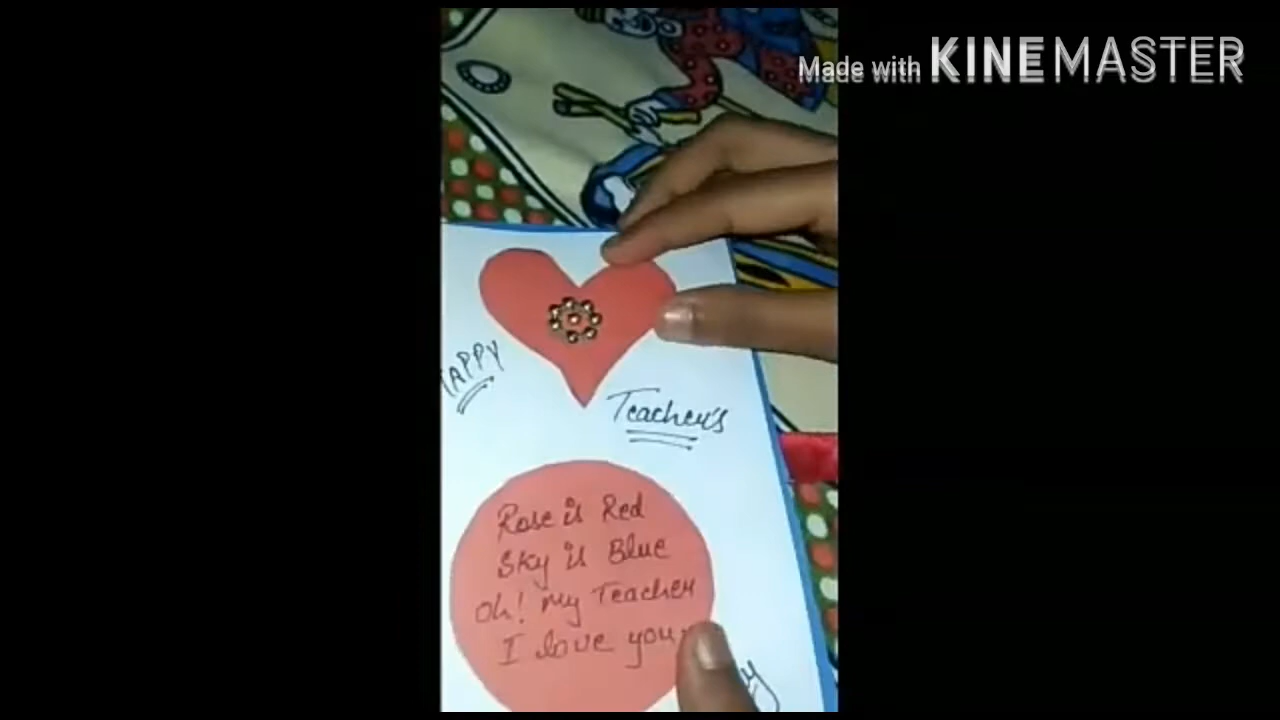 Made with KINEMASTER
HAPPY
Teacher's
Rose is Red
Sky is Blue
Oh! My Teacher
I love you